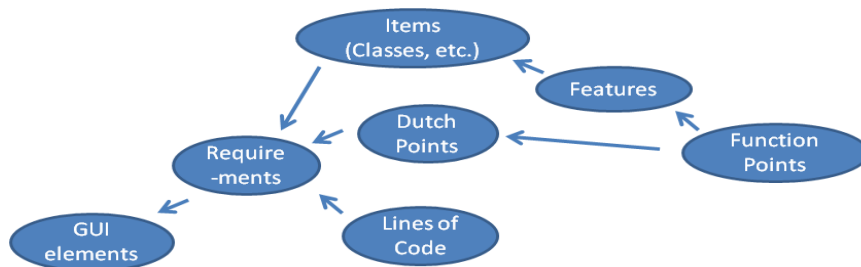 Items
(Classes, etc.)
Features
Dutch
Points
Function
Points
Require
-ments
GUI
elements
Lines of
Code